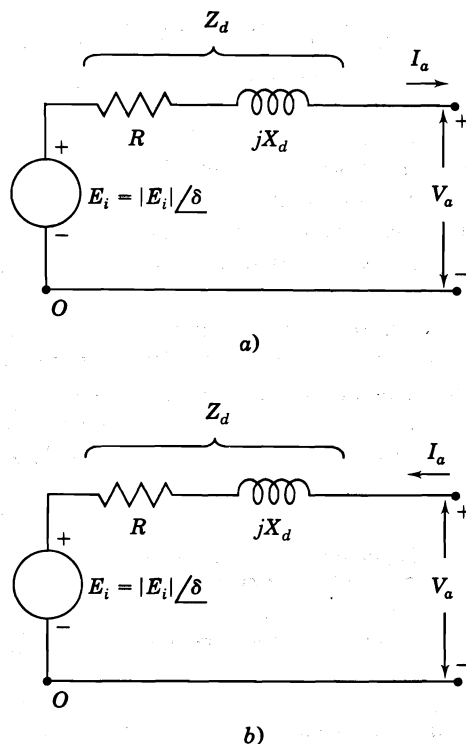 Z_d
I_a
R
jX_d
+
+
E_i = |E_i| ∠δ
V_a
−
−
O
a)
Z_d
I_a
R
jX_d
+
+
E_i = |E_i| ∠δ
V_a
−
−
O
b)